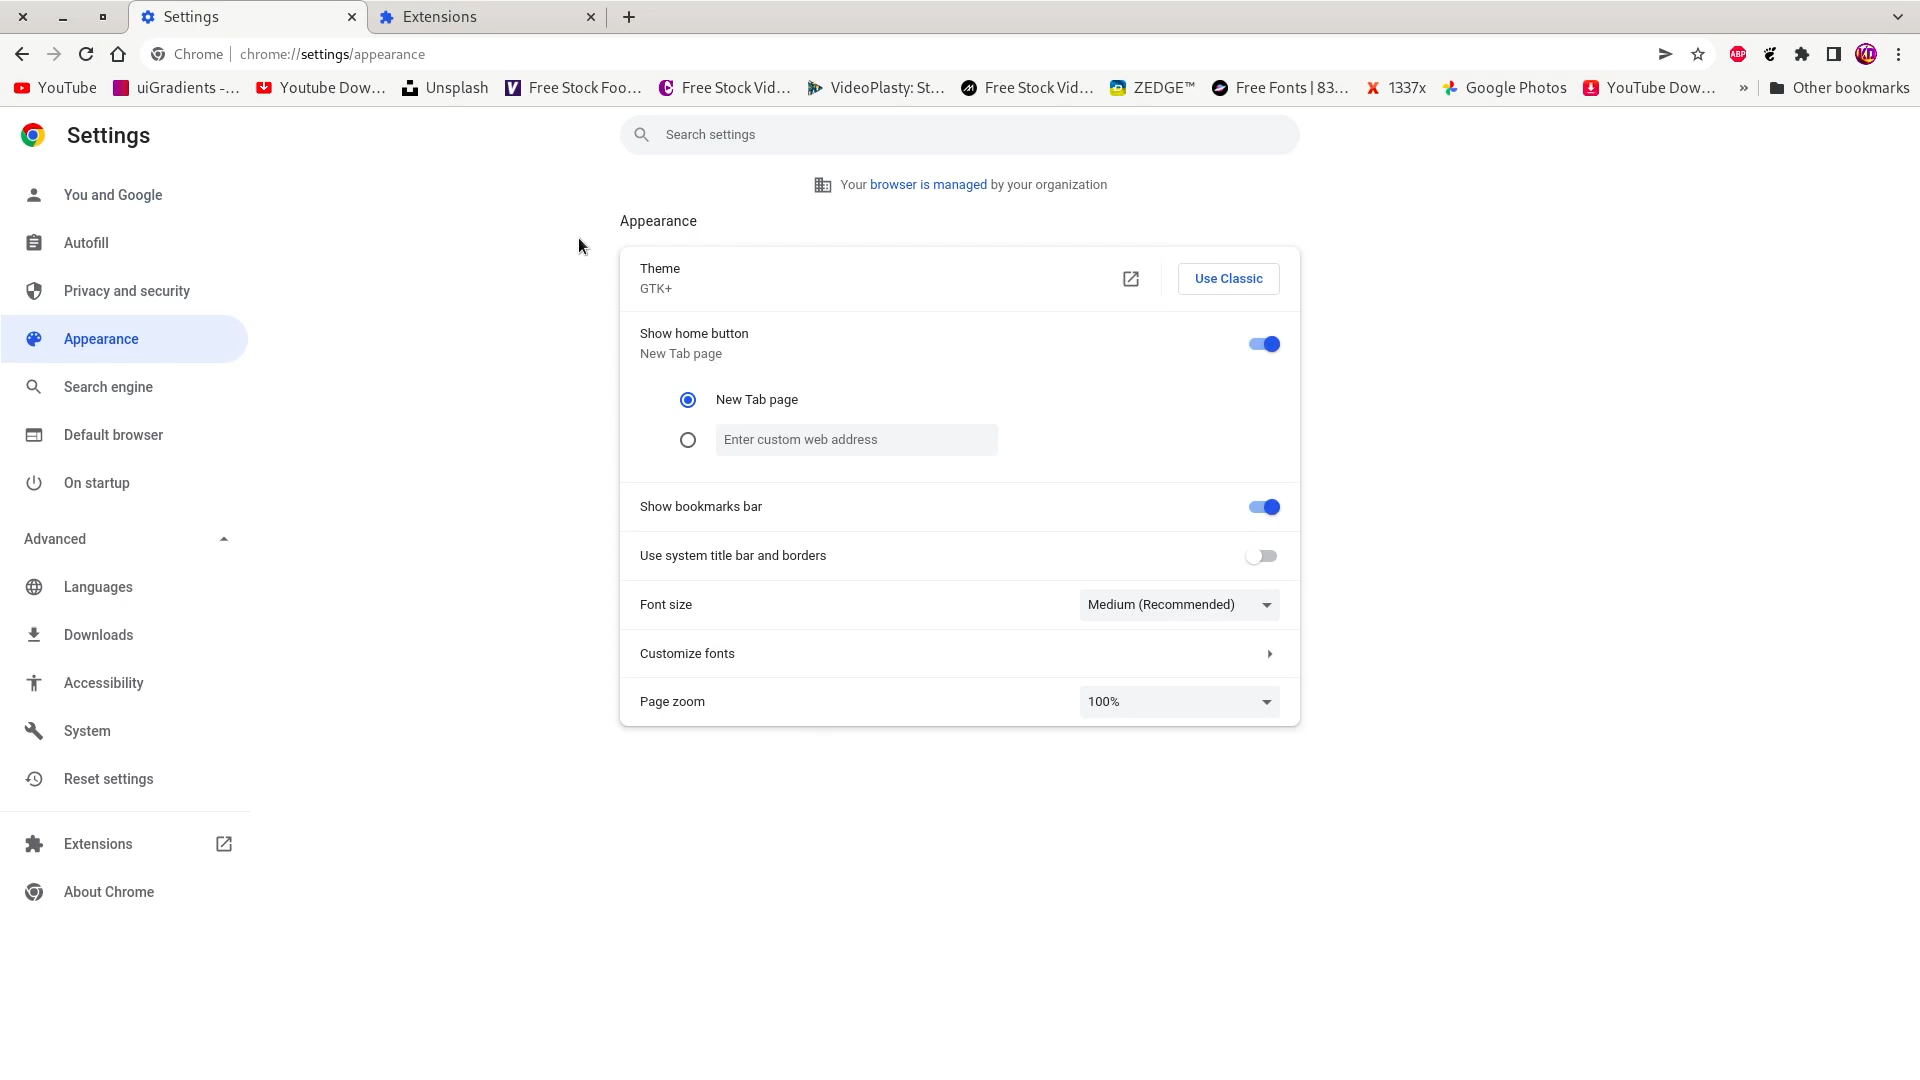 Settings
Extensions
Chrome
chrome://settings/appearance
ABP
YouTube
uiGradients -...
Youtube Dow...
Unsplash
Free Stock Foo...
Free Stock Vid...
VideoPlasty: St...
Free Stock Vid...
ZEDGE™
Free Fonts | 83...
1337x
Google Photos
YouTube Dow...
»
Other bookmarks
Settings
Search settings
Your browser is managed by your organization
You and Google
Autofill
Privacy and security
Appearance
Search engine
Default browser
On startup
Advanced
Languages
Downloads
Accessibility
System
Reset settings
Extensions
About Chrome
Appearance
Theme
GTK+
Use Classic
Show home button
New Tab page
New Tab page
Enter custom web address
Show bookmarks bar
Use system title bar and borders
Font size
Medium (Recommended)
Customize fonts
Page zoom
100%